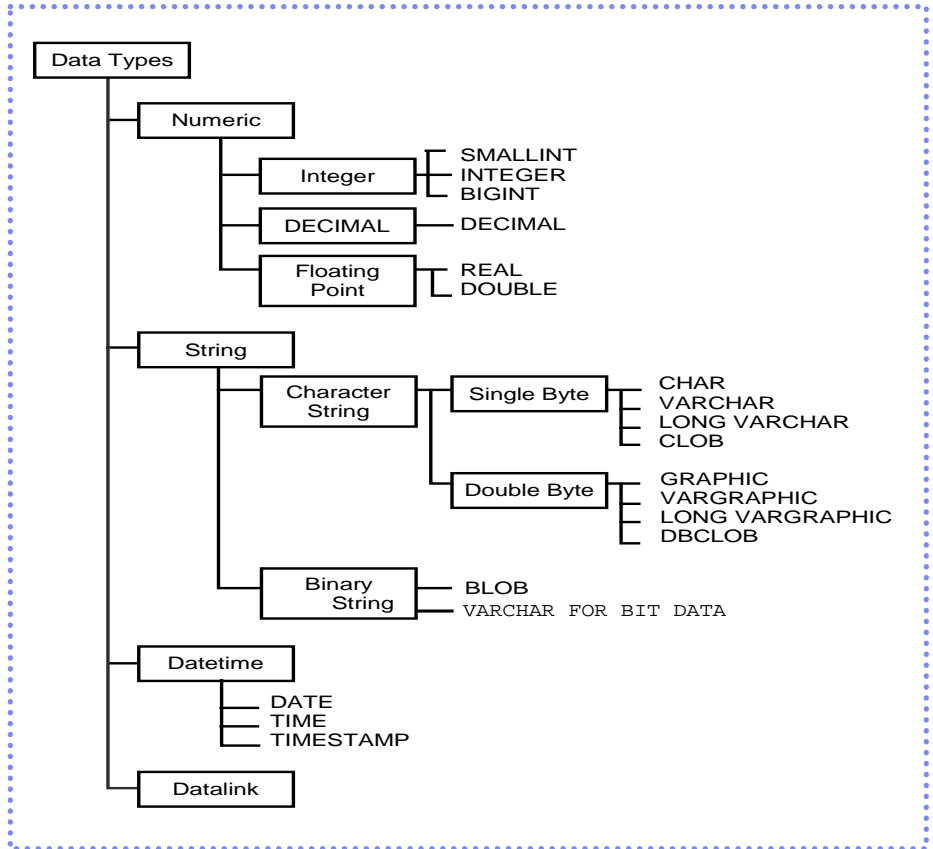 Data Types
Numeric
Integer
SMALLINT
INTEGER
BIGINT
DECIMAL
DECIMAL
Floating
Point
REAL
DOUBLE
String
Character
String
Single Byte
CHAR
VARCHAR
LONG VARCHAR
CLOB
Double Byte
GRAPHIC
VARGRAPHIC
LONG VARGRAPHIC
DBCLOB
Binary
String
BLOB
VARCHAR FOR BIT DATA
Datetime
DATE
TIME
TIMESTAMP
Datalink